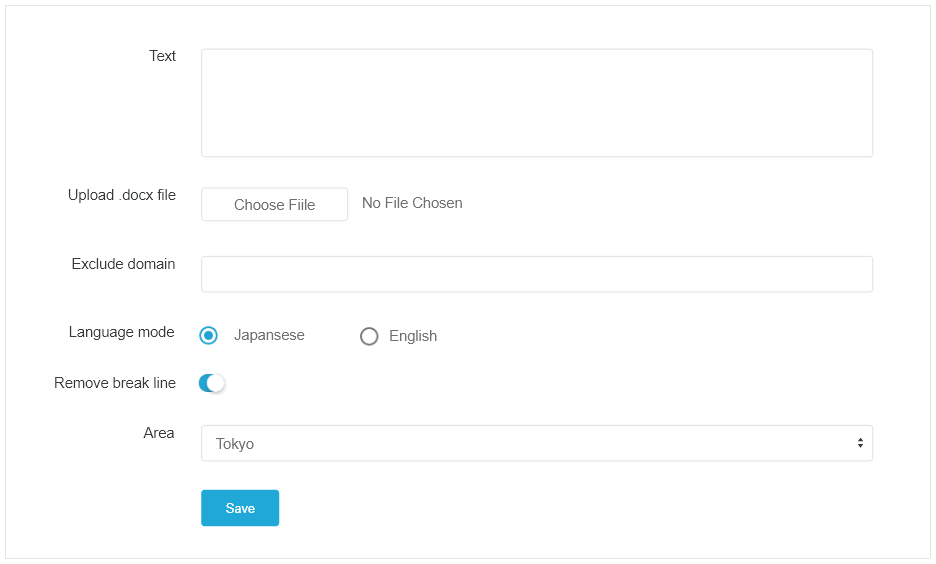 Text
Upload .docx file
Choose Fiile
No File Chosen
Exclude domain
Language mode
Japansese
English
Remove break line
Area
Tokyo
Save